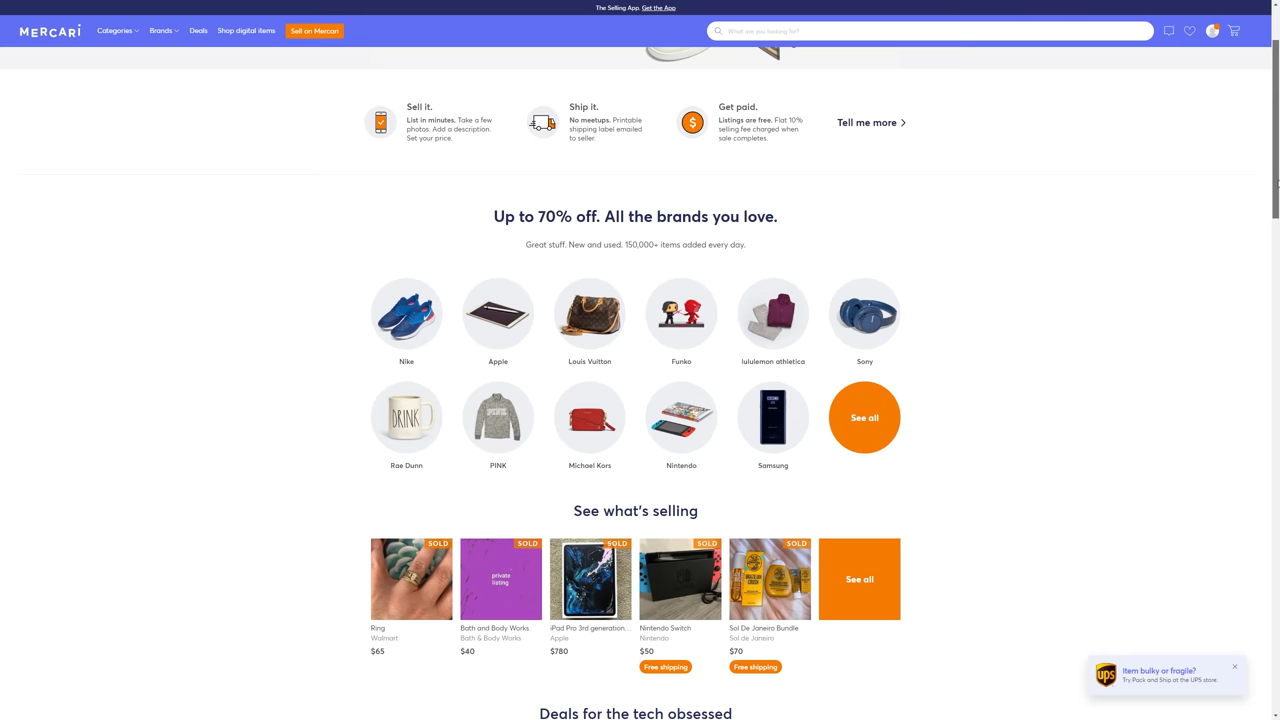 The Selling App. Get the App
MERCARI
Categories
Brands
Deals
Shop digital items
Sell on Mercari
What are you looking for?
Sell it.
List in minutes. Take a few
photos. Add a description.
Set your price.
Ship it.
No meetups. Printable
shipping label emailed
to seller.
Get paid.
Listings are free. Flat 10%
selling fee charged when
sale completes.
Tell me more
Up to 70% off. All the brands you love.
Great stuff. New and used. 150,000+ items added every day.
Nike
Apple
Louis Vuitton
Funko
lululemon athletica
Sony
DRINK
PINK
See all
Rae Dunn
PINK
Michael Kors
Nintendo
Samsung
See what's selling
SOLD
SOLD
SOLD
SOLD
SOLD
private
listing
See all
Ring
Walmart
$65
Bath and Body Works
Bath & Body Works
$40
iPad Pro 3rd generation...
Apple
$780
Nintendo Switch
Nintendo
$50
Free shipping
Sol De Janeiro Bundle
Sol de Janeiro
$70
Free shipping
ups
Item bulky or fragile?
Try Pack and Ship at the UPS store
Deals for the tech obsessed